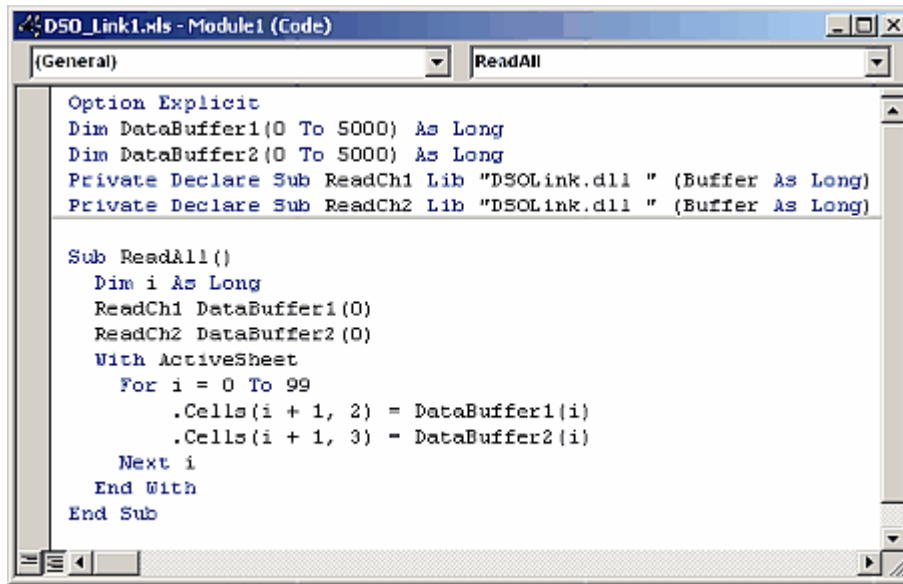 DSO_Link1.xls - Module1 (Code)
(General) ReadAll
Option Explicit
Dim DataBuffer1(0 To 5000) As Long
Dim DataBuffer2(0 To 5000) As Long
Private Declare Sub ReadCh1 Lib "DSOLink.dll " (Buffer As Long)
Private Declare Sub ReadCh2 Lib "DSOLink.dll " (Buffer As Long)
Sub ReadAll()
Dim i As Long
ReadCh1 DataBuffer1(0)
ReadCh2 DataBuffer2(0)
With ActiveSheet
For i = 0 To 99
.Cells(i + 1, 2) = DataBuffer1(i)
.Cells(i + 1, 3) = DataBuffer2(i)
Next i
End With
End Sub